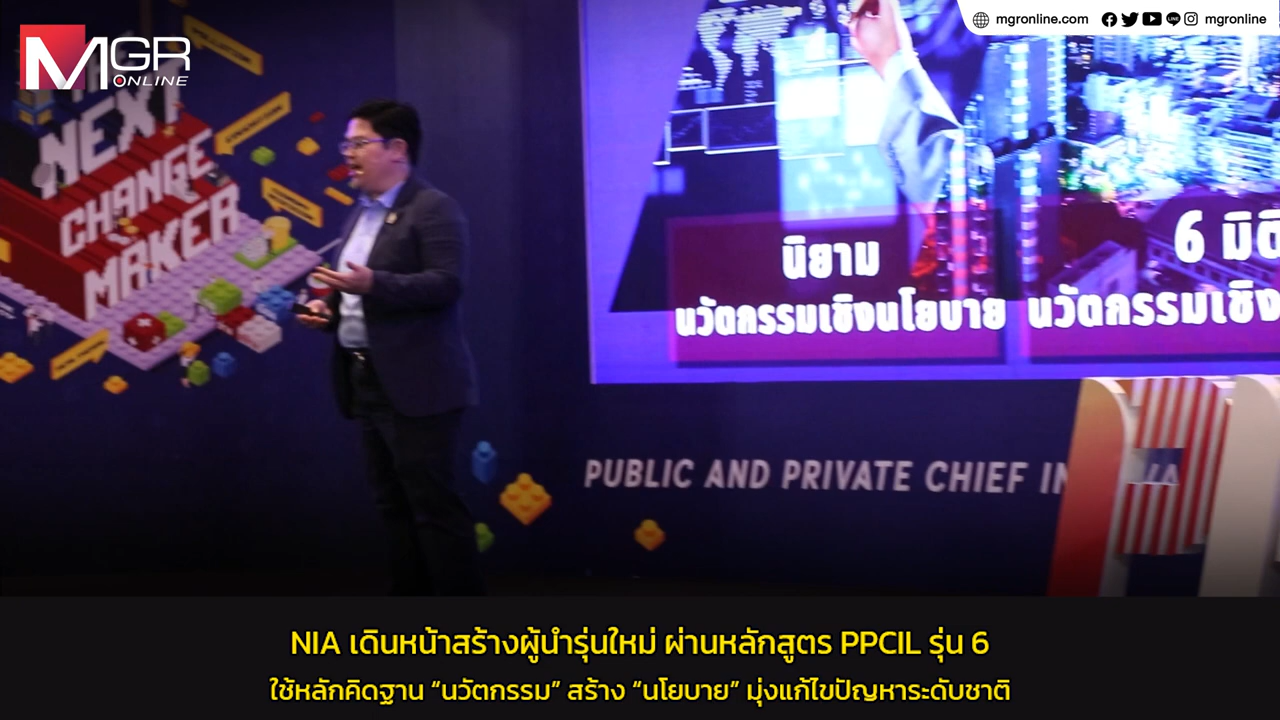 mgronline.com
mgronline
MGR
ONLINE
NEXT
CHANGE
MAKER
นิยาม
นวัตกรรมเชิงนโยบาย
6 มิติ
นวัตกรรมเชิง
PUBLIC AND PRIVATE CHIEF IN
NIA เดินหน้าสร้างผู้นำรุ่นใหม่ ผ่านหลักสูตร PPCIL รุ่น 6
ใช้หลักคิดฐาน “นวัตกรรม” สร้าง “นโยบาย” มุ่งแก้ไขปัญหาระดับชาติ